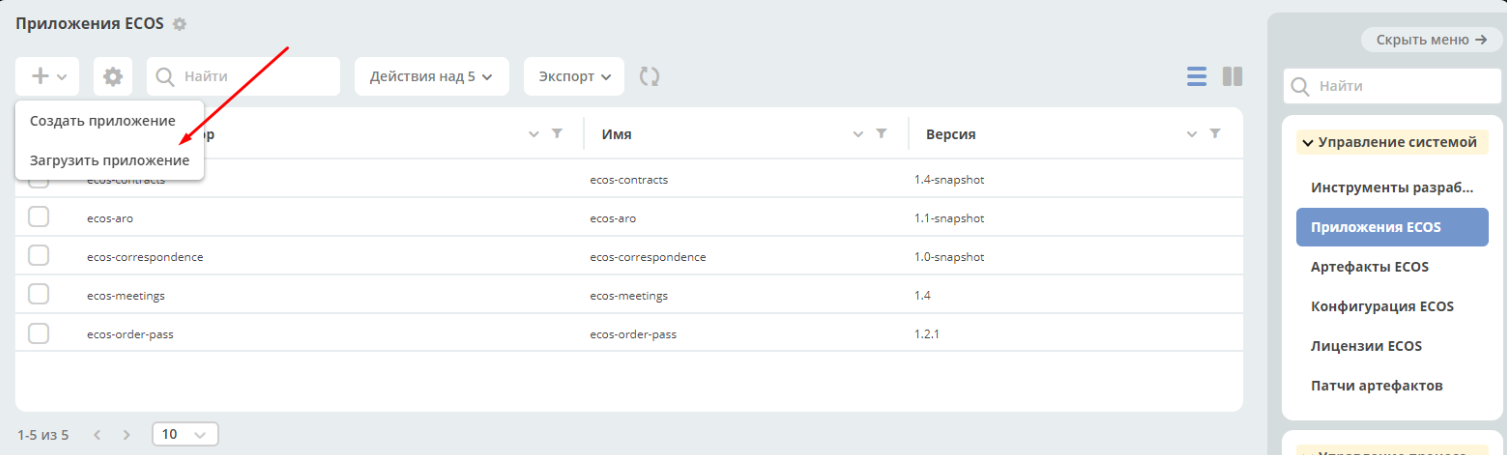 Приложения ECOS
Скрыть меню →
Найти
Действия над 5
Экспорт
Найти
Создать приложение
Загрузить приложение
Имя
Версия
Управление системой
ecos-contracts
ecos-contracts
1.4-snapshot
Инструменты разраб...
ecos-aro
ecos-aro
1.1-snapshot
Приложения ECOS
ecos-correspondence
ecos-correspondence
1.0-snapshot
Артефакты ECOS
ecos-meetings
ecos-meetings
1.4
Конфигурация ECOS
ecos-order-pass
ecos-order-pass
1.2.1
Лицензии ECOS
Патчи артефактов
1-5 из 5
10